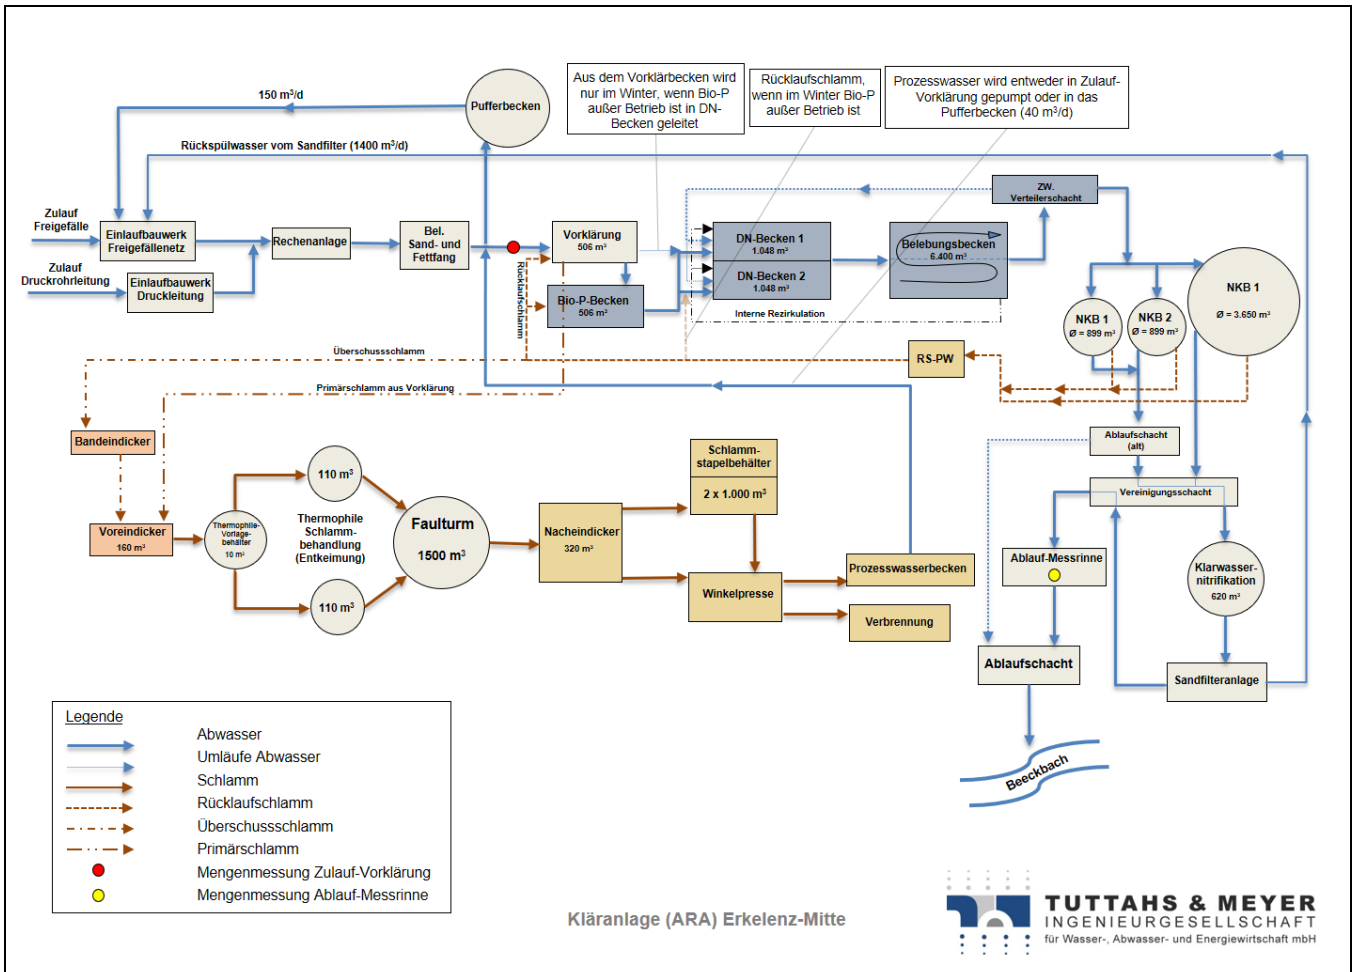 Aus dem Vorklärbecken wird
nur im Winter, wenn Bio-P
außer Betrieb ist in DN-
Becken geleitet
Rücklaufschlamm,
wenn im Winter Bio-P
außer Betrieb ist
Prozesswasser wird entweder in Zulauf-
Vorklärung gepumpt oder in das
Pufferbecken (40 m³/d)
150 m³/d
Pufferbecken
Rückspülwasser vom Sandfilter (1400 m³/d)
ZW.
Verteilerschacht
Zulauf
Freigefälle
Einlaufbauwerk
Freigefällenetz
Rechenanlage
Bel.
Sand- und
Fettfang
Vorklärung
506 m³
DN-Becken 1
1.048 m³
DN-Becken 2
1.048 m³
Belebungsbecken
6.400 m³
Zulauf
Druckrohrleitung
Einlaufbauwerk
Druckleitung
Rücklaufschlamm
Bio-P-Becken
506 m³
Interne Rezirkulation
NKB 1
Ø = 899 m³
NKB 2
Ø = 899 m³
NKB 1
Ø = 3.650 m³
Überschussschlamm
RS-PW
Primärschlamm aus Vorklärung
Bandeindicker
Voreindicker
160 m³
Thermophile-
Vorlage-
behälter
10 m³
110 m³
Thermophile
Schlamm-
behandlung
(Entkeimung)
110 m³
Faulturm
1500 m³
Nacheindicker
320 m³
Schlamm-
stapelbehälter
2 x 1.000 m³
Winkelpresse
Prozesswasserbecken
Verbrennung
Ablaufschacht
(alt)
Vereinigungsschacht
Ablauf-Messrinne
Klarwasser-
nitrifikation
620 m³
Ablaufschacht
Sandfilteranlage
Beeckbach
Legende
Abwasser
Umläufe Abwasser
Schlamm
Rücklaufschlamm
Überschussschlamm
Primärschlamm
Mengenmessung Zulauf-Vorklärung
Mengenmessung Ablauf-Messrinne
Kläranlage (ARA) Erkelenz-Mitte
TUTTAHS & MEYER
INGENIEURGESELLSCHAFT
für Wasser-, Abwasser- und Energiewirtschaft mbH